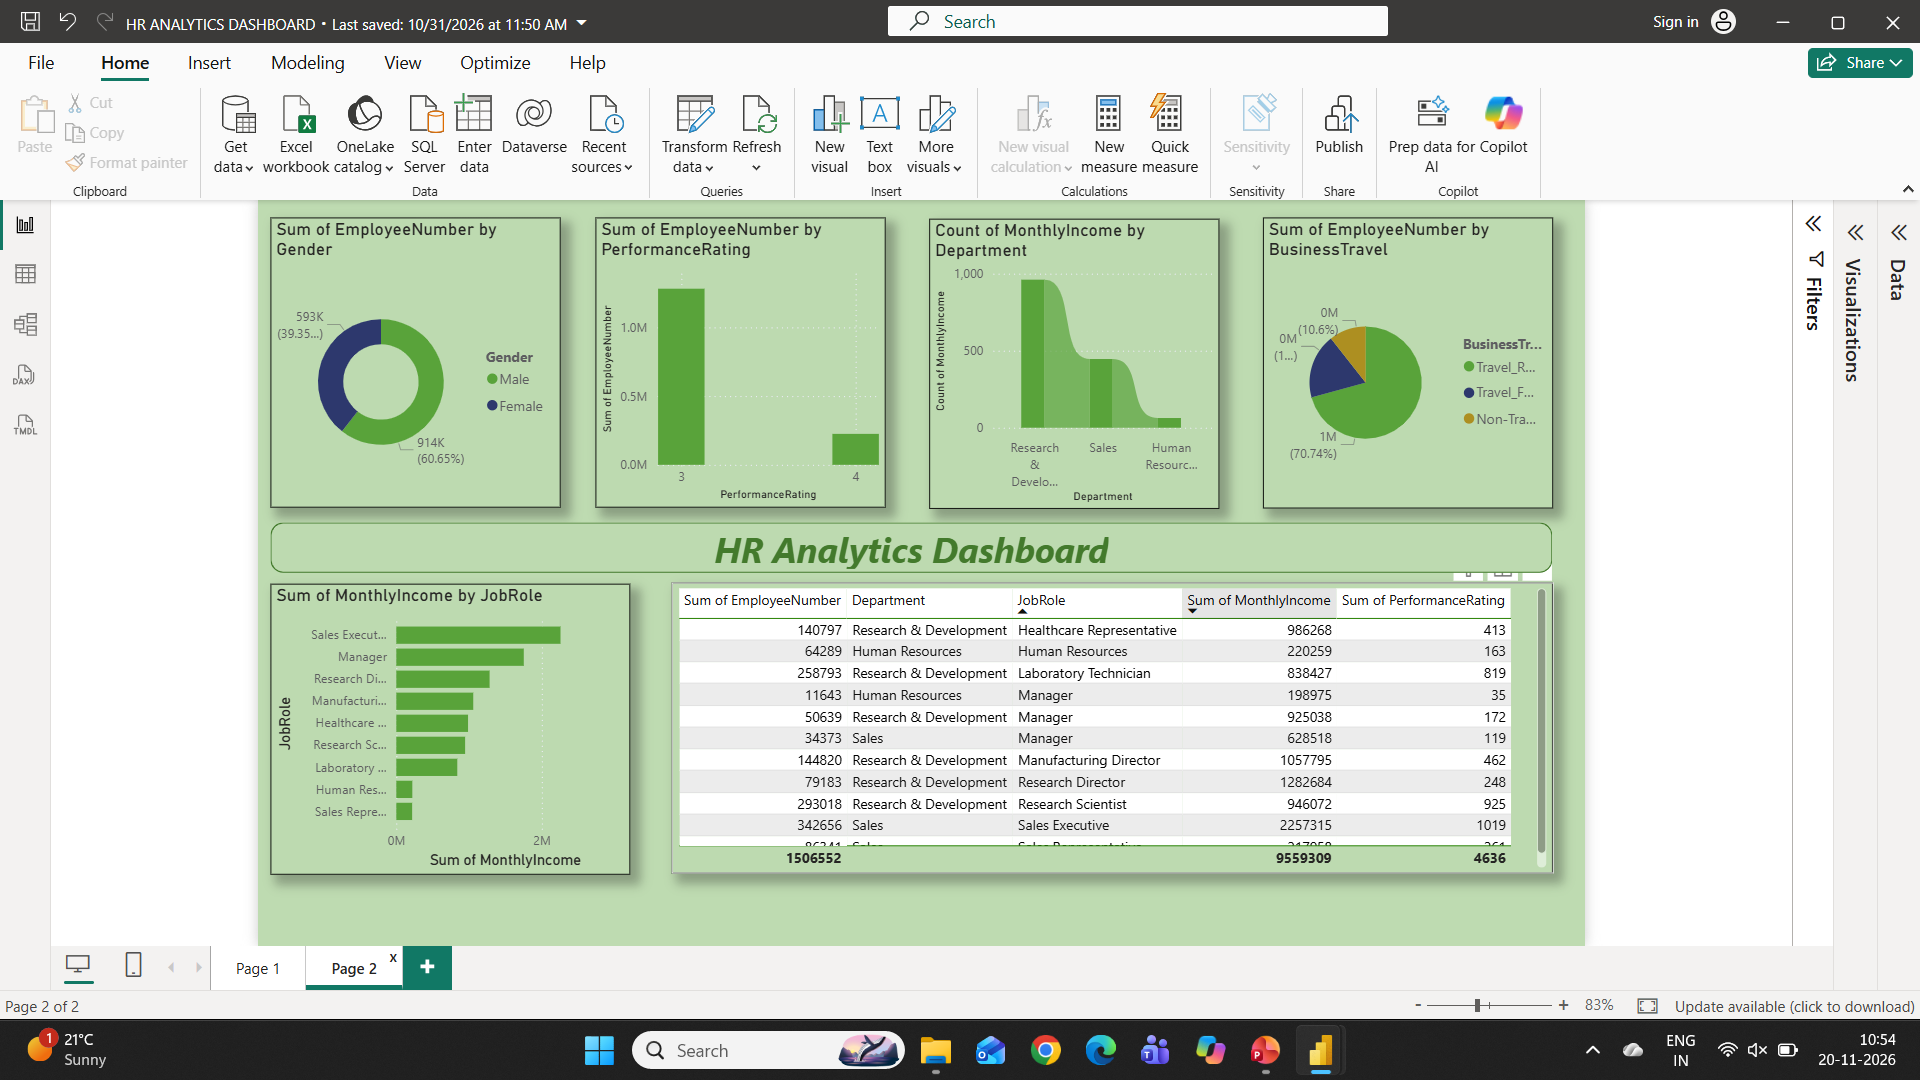 HR ANALYTICS DASHBOARD • Last saved: 10/31/2026 at 11:50 AM
Search
Sign in
File
Home
Insert
Modeling
View
Optimize
Help
Share
Paste
Cut
Copy
Format painter
Clipboard
Get data
Excel workbook
OneLake catalog
SQL Server
Enter data
Dataverse
Recent sources
Data
Transform data
Refresh
Queries
New visual
Text box
More visuals
Insert
New visual calculation
New measure
Quick measure
Calculations
Sensitivity
Sensitivity
Publish
Share
Prep data for AI
Copilot
Copilot
DAX
TMDL
Sum of EmployeeNumber by
Gender
593K
(39.35...)
914K
(60.65%)
Gender
Male
Female
Sum of EmployeeNumber by
PerformanceRating
Sum of EmployeeNumber
1.0M
0.5M
0.0M
3
4
PerformanceRating
Count of MonthlyIncome by
Department
Count of MonthlyIncome
1,000
500
0
Research
&
Develo...
Sales
Human
Resourc...
Department
Sum of EmployeeNumber by
BusinessTravel
0M
(10.6%)
0M
(1...)
1M
(70.74%)
BusinessTr...
Travel_R...
Travel_F...
Non-Tra...
Filters
Visualizations
Data
HR Analytics Dashboard
Sum of MonthlyIncome by JobRole
JobRole
Sales Execut...
Manager
Research Di...
Manufacturi...
Healthcare ...
Research Sc...
Laboratory ...
Human Res...
Sales Repre...
0M
2M
Sum of MonthlyIncome
Sum of EmployeeNumber Department JobRole Sum of MonthlyIncome Sum of PerformanceRating
140797 Research & Development Healthcare Representative 986268 413
64289 Human Resources Human Resources 220259 163
258793 Research & Development Laboratory Technician 838427 819
11643 Human Resources Manager 198975 35
50639 Research & Development Manager 925038 172
34373 Sales Manager 628518 119
144820 Research & Development Manufacturing Director 1057795 462
79183 Research & Development Research Director 1282684 248
293018 Research & Development Research Scientist 946072 925
342656 Sales Sales Executive 2257315 1019
1506552 9559309 4636
Page 1
Page 2
x
+
Page 2 of 2
- + 83%
Update available (click to download)
1
21°C
Sunny
Search
ENG
IN
10:54
20-11-2026